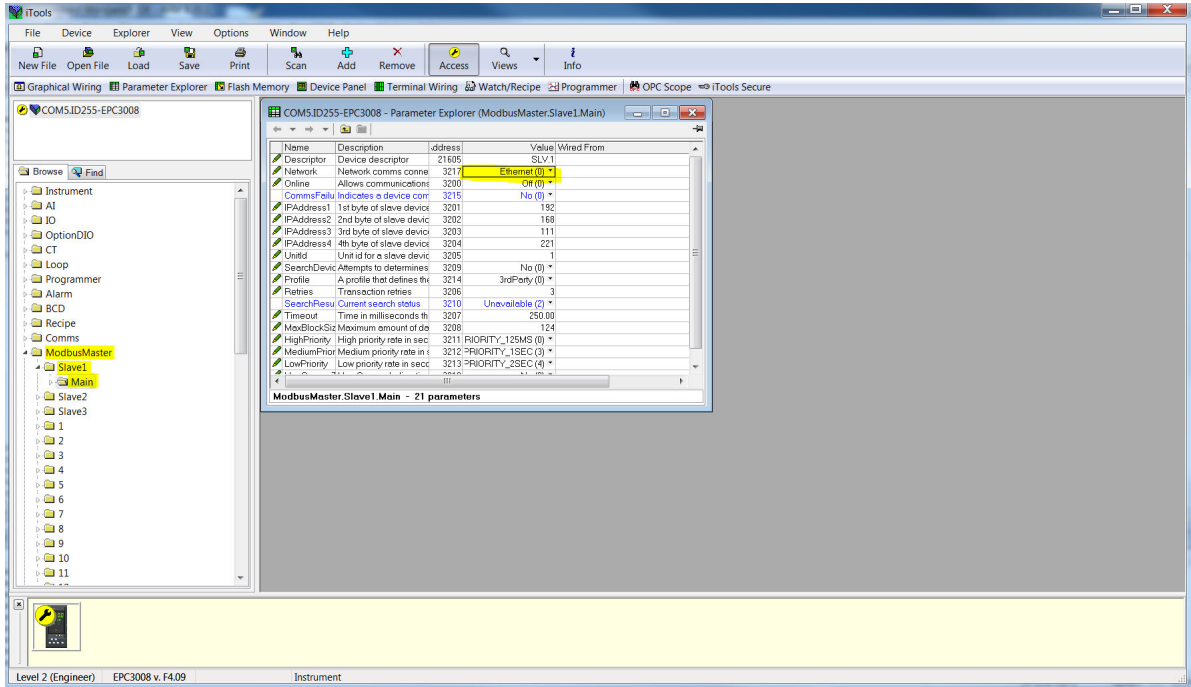 iTools
File Device Explorer View Options Window Help
New File Open File Load Save Print Scan Add Remove Access Views Info
Graphical Wiring Parameter Explorer Flash Memory Device Panel Terminal Wiring Watch/Recipe Programmer OPC Scope iTools Secure
COM5.ID255-EPC3008
Browse Find
Instrument
AI
IO
OptionDIO
CT
Loop
Programmer
Alarm
BCD
Recipe
Comms
ModbusMaster
Slave1
Main
Slave2
Slave3
1
2
3
4
5
6
7
8
9
10
11
COM5.ID255-EPC3008 - Parameter Explorer (ModbusMaster.Slave1.Main)
Name Description ddress Value Wired From
Descriptor Device descriptor 21605 SLV.1
Network Network comms conne 3217 Ethernet (0)
Online Allows communications 3200 Off (0)
CommsFailu Indicates a device com 3215 No (0)
IPAddress1 1st byte of slave device 3201 192
IPAddress2 2nd byte of slave devic 3202 168
IPAddress3 3rd byte of slave devic 3203 111
IPAddress4 4th byte of slave device 3204 221
UnitId Unit id for a slave devic 3205 1
SearchDevic Attempts to determines 3209 No (0)
Profile A profile that defines the 3214 3rdParty (0)
Retries Transaction retries 3206 3
SearchResu Current search status 3210 Unavailable (2)
Timeout Time in milliseconds th 3207 250.00
MaxBlockSiz Maximum amount of da 3208 124
HighPriority High priority rate in sec 3211 RIORITY_125MS (0)
MediumPrior Medium priority rate in s 3212 PRIORITY_1SEC (3)
LowPriority Low priority rate in seco 3213 PRIORITY_2SEC (4)
ModbusMaster.Slave1.Main - 21 parameters
Level 2 (Engineer) EPC3008 v. F4.09 Instrument